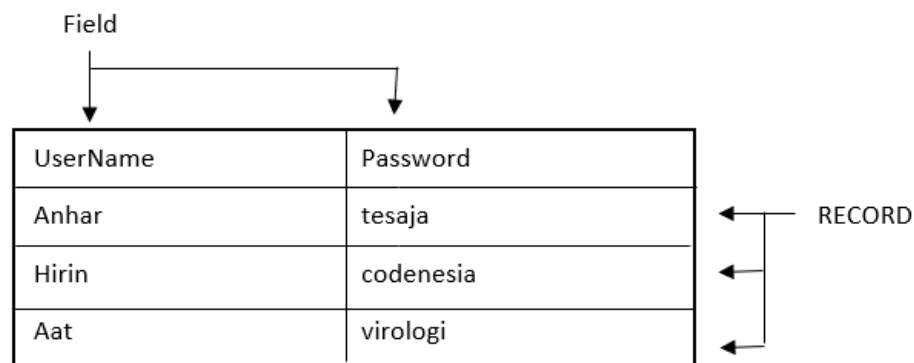 Field
UserName Password
Anhar tesaja
RECORD
Hirin codenesia
Aat virologi